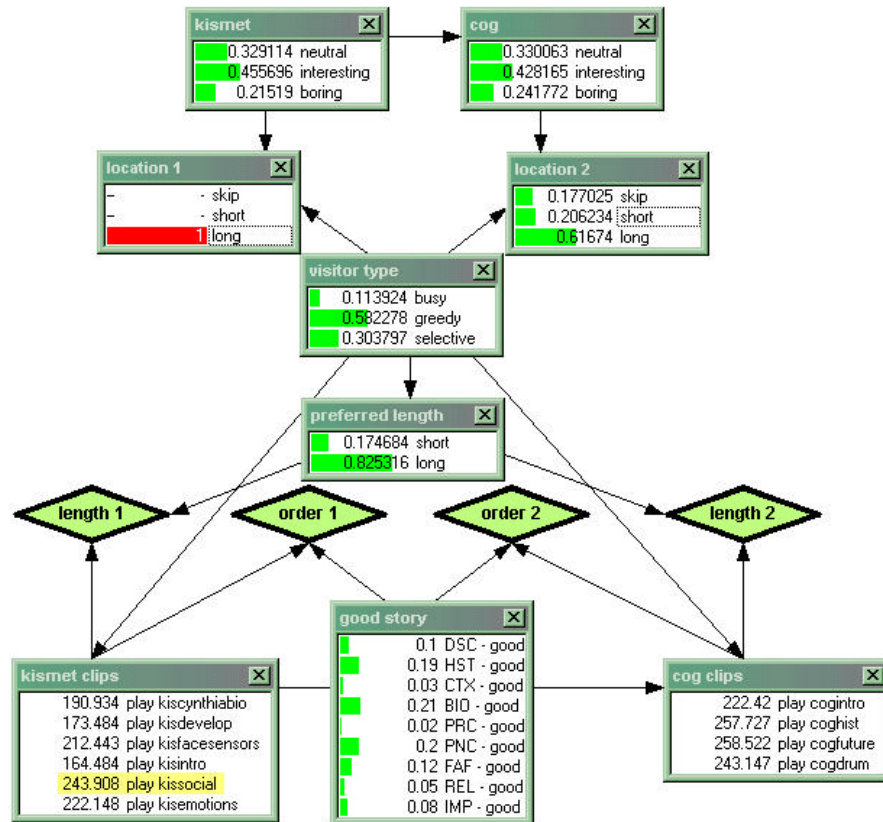 kismet
0.329114 neutral
0.455696 interesting
0.21519 boring
cog
0.330063 neutral
0.428165 interesting
0.241772 boring
location 1
- - skip
- - short
1 long
location 2
0.177025 skip
0.206234 short
0.61674 long
visitor type
0.113924 busy
0.582278 greedy
0.303797 selective
preferred length
0.174684 short
0.825316 long
length 1
order 1
order 2
length 2
kismet clips
190.934 play kiscynthiabio
173.484 play kisdevelop
212.443 play kisfacesensors
164.484 play kisintro
243.908 play kissocial
222.148 play kisemotions
good story
0.1 DSC - good
0.19 HST - good
0.03 CTX - good
0.21 BIO - good
0.02 PRC - good
0.2 PNC - good
0.12 FAF - good
0.05 REL - good
0.08 IMP - good
cog clips
222.42 play cogintro
257.727 play coghist
258.522 play cogfuture
243.147 play cogdrum